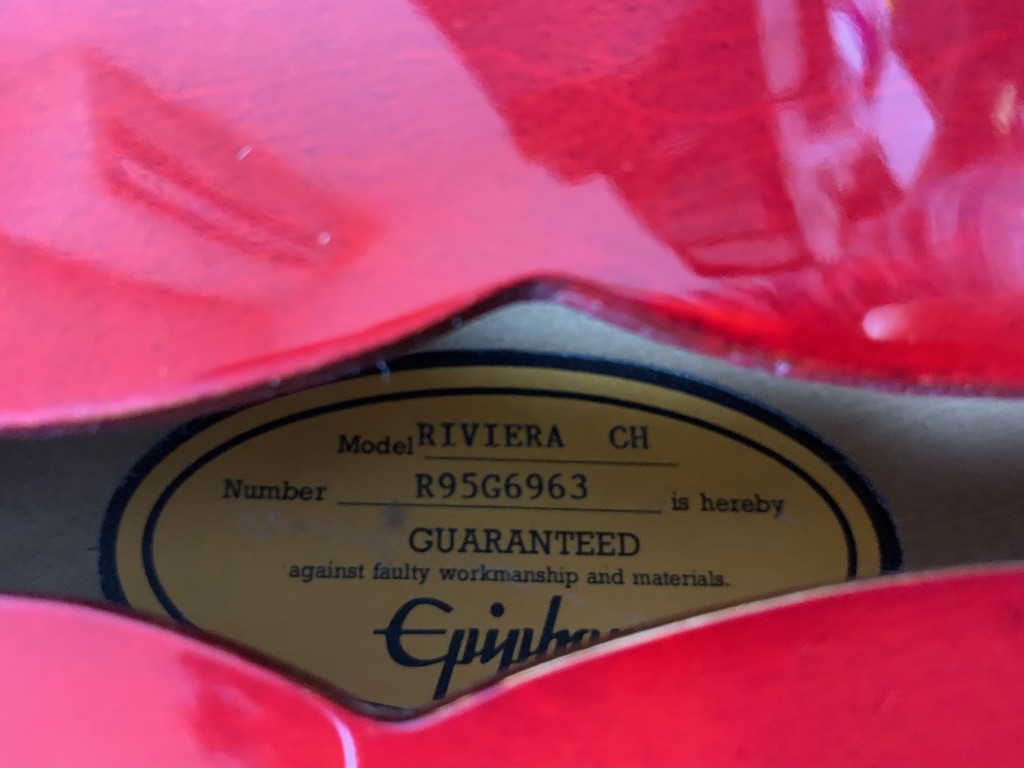 Model RIVIERA CH
Number R95G6963 is hereby
GUARANTEED
against faulty workmanship and materials.